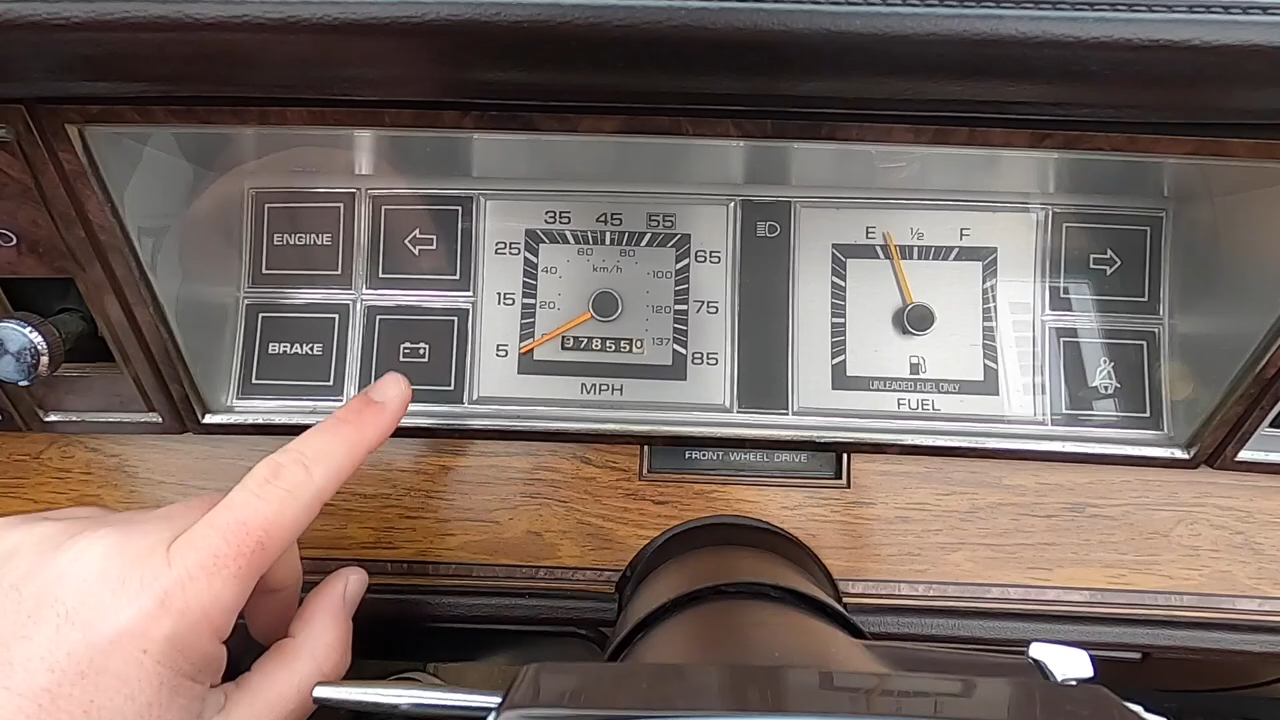 ENGINE
BRAKE
35 45 55
25 65
15 75
5 85
60 80
km/h
40 100
20 120
137
978550
MPH
E ½ F
UNLEADED FUEL ONLY
FUEL
FRONT WHEEL DRIVE